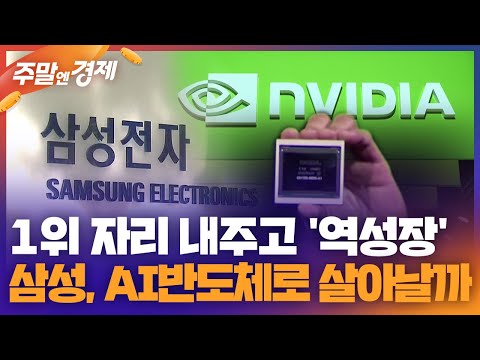 주말엔 경제
삼성전자
SAMSUNG ELECTRONICS
NVIDIA
1위 자리 내주고 '역성장'
삼성, AI반도체로 살아날까